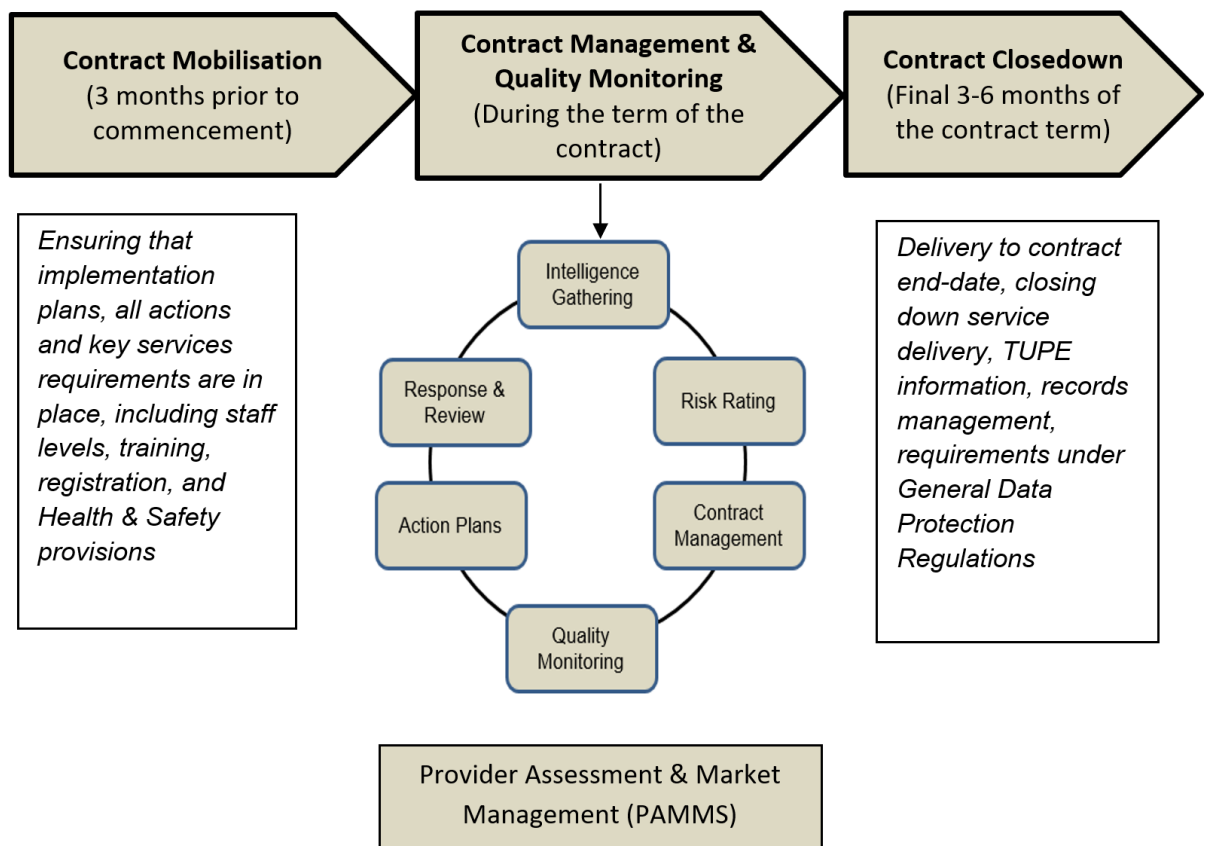 Contract Mobilisation
(3 months prior to
commencement)
Contract Management &
Quality Monitoring
(During the term of the
contract)
Contract Closedown
(Final 3-6 months of
the contract term)
Ensuring that
implementation
plans, all actions
and key services
requirements are in
place, including staff
levels, training,
registration, and
Health & Safety
provisions
Intelligence
Gathering
Risk Rating
Contract
Management
Quality
Monitoring
Action Plans
Response &
Review
Delivery to contract
end-date, closing
down service
delivery, TUPE
information, records
management,
requirements under
General Data
Protection
Regulations
Provider Assessment & Market
Management (PAMMS)